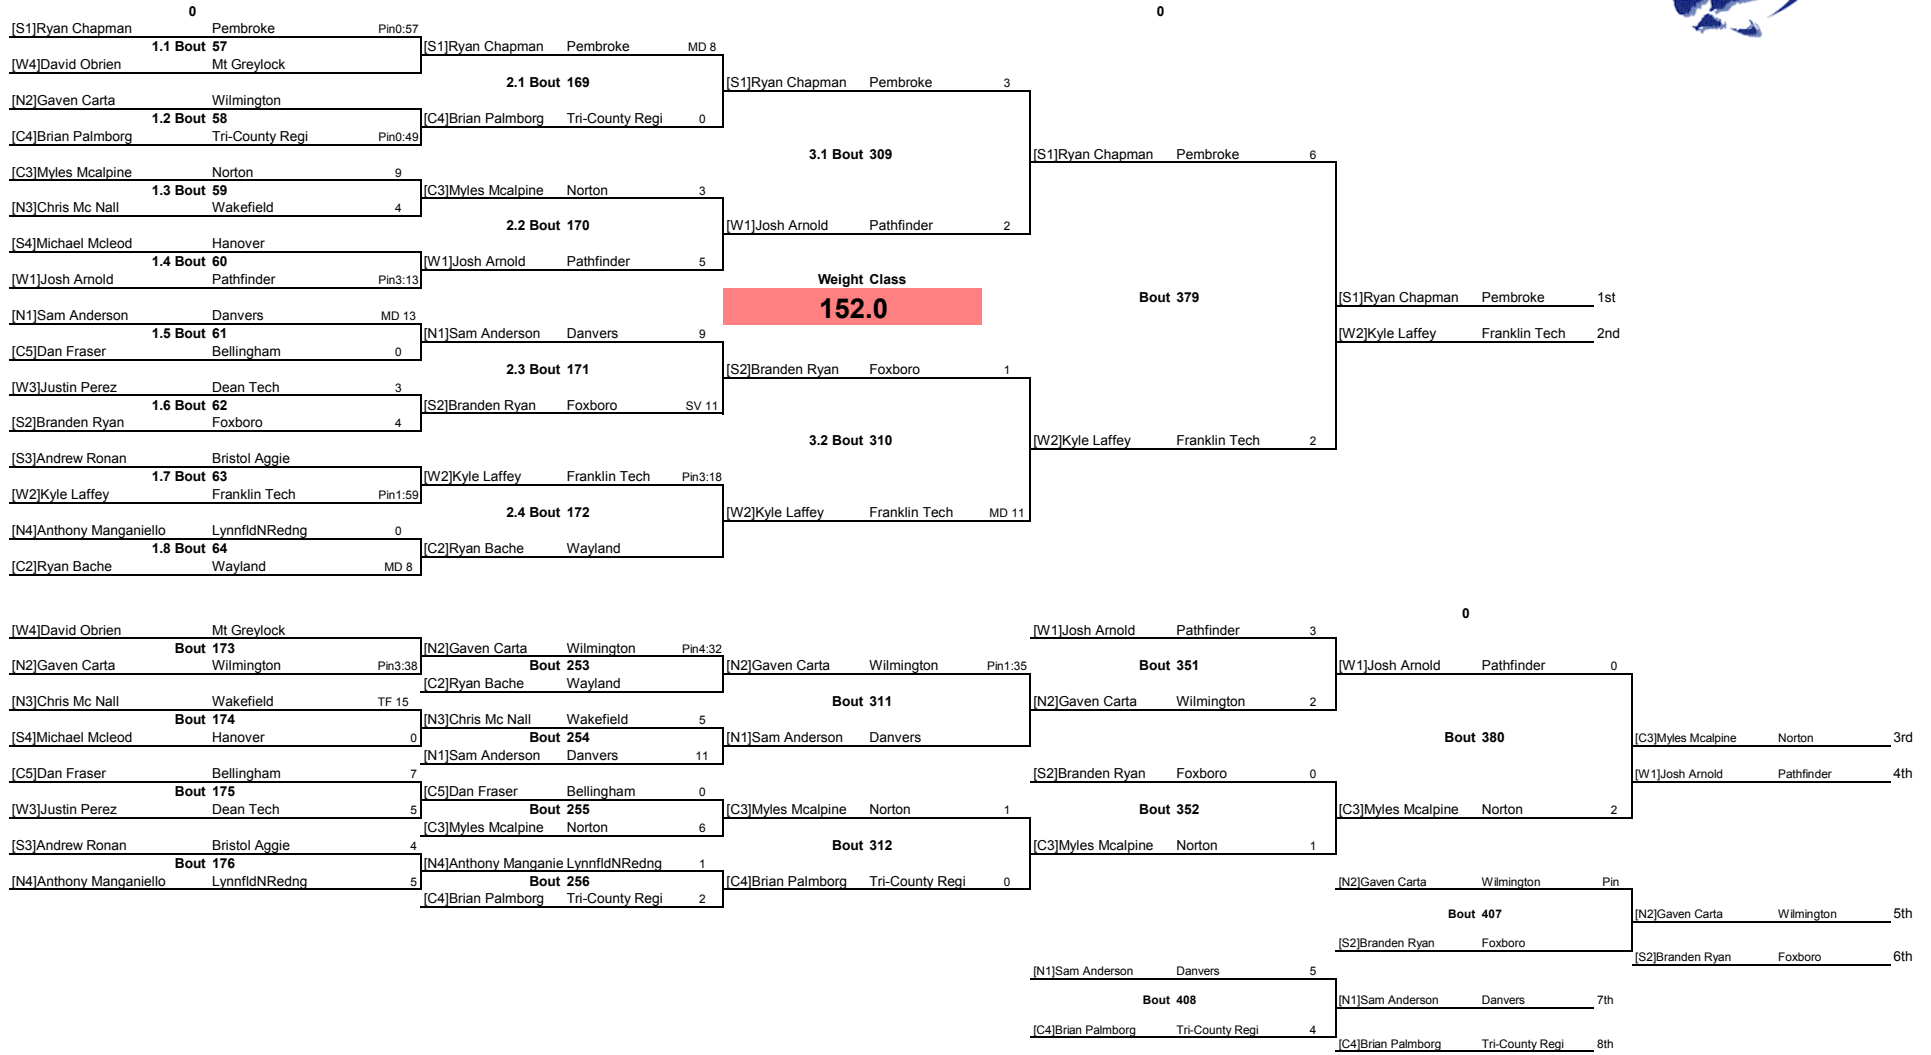 0 0
[S1]Ryan Chapman Pembroke Pin0:57
1.1 Bout 57
[W4]David Obrien Mt Greylock
[N2]Gaven Carta Wilmington
1.2 Bout 58
[C4]Brian Palmborg Tri-County Regi Pin0:49
[C3]Myles Mcalpine Norton 9
1.3 Bout 59
[N3]Chris Mc Nall Wakefield 4
[S4]Michael Mcleod Hanover
1.4 Bout 60
[W1]Josh Arnold Pathfinder Pin3:13
[N1]Sam Anderson Danvers MD 13
1.5 Bout 61
[C5]Dan Fraser Bellingham 0
[W3]Justin Perez Dean Tech 3
1.6 Bout 62
[S2]Branden Ryan Foxboro 4
[S3]Andrew Ronan Bristol Aggie
1.7 Bout 63
[W2]Kyle Laffey Franklin Tech Pin1:59
[N4]Anthony Manganiello LynnfldNRedng 0
1.8 Bout 64
[C2]Ryan Bache Wayland MD 8
[S1]Ryan Chapman Pembroke MD 8
2.1 Bout 169
[C4]Brian Palmborg Tri-County Regi 0
[C3]Myles Mcalpine Norton 3
2.2 Bout 170
[W1]Josh Arnold Pathfinder 5
[N1]Sam Anderson Danvers 9
2.3 Bout 171
[S2]Branden Ryan Foxboro SV 11
[W2]Kyle Laffey Franklin Tech Pin3:18
2.4 Bout 172
[C2]Ryan Bache Wayland
[S1]Ryan Chapman Pembroke 3
3.1 Bout 309
[W1]Josh Arnold Pathfinder 2
Weight Class
152.0
[S2]Branden Ryan Foxboro 1
3.2 Bout 310
[W2]Kyle Laffey Franklin Tech MD 11
[S1]Ryan Chapman Pembroke 6
Bout 379
[W2]Kyle Laffey Franklin Tech 2
[S1]Ryan Chapman Pembroke 1st
[W2]Kyle Laffey Franklin Tech 2nd
[W4]David Obrien Mt Greylock
Bout 173
[N2]Gaven Carta Wilmington Pin3:38
[N3]Chris Mc Nall Wakefield TF 15
Bout 174
[S4]Michael Mcleod Hanover 0
[C5]Dan Fraser Bellingham 7
Bout 175
[W3]Justin Perez Dean Tech 5
[S3]Andrew Ronan Bristol Aggie 4
Bout 176
[N4]Anthony Manganiello LynnfldNRedng 5
[N2]Gaven Carta Wilmington Pin4:32
Bout 253
[C2]Ryan Bache Wayland
[N3]Chris Mc Nall Wakefield 5
Bout 254
[N1]Sam Anderson Danvers 11
[C5]Dan Fraser Bellingham 0
Bout 255
[C3]Myles Mcalpine Norton 6
[N4]Anthony Manganie LynnfldNRedng 1
Bout 256
[C4]Brian Palmborg Tri-County Regi 2
[N2]Gaven Carta Wilmington Pin1:35
Bout 311
[N1]Sam Anderson Danvers
[C3]Myles Mcalpine Norton 1
Bout 312
[C4]Brian Palmborg Tri-County Regi 0
[W1]Josh Arnold Pathfinder 3
Bout 351
[N2]Gaven Carta Wilmington 2
[S2]Branden Ryan Foxboro 0
Bout 352
[C3]Myles Mcalpine Norton 1
0
[W1]Josh Arnold Pathfinder 0
Bout 380
[C3]Myles Mcalpine Norton 2
[C3]Myles Mcalpine Norton 3rd
[W1]Josh Arnold Pathfinder 4th
[N2]Gaven Carta Wilmington Pin
Bout 407
[S2]Branden Ryan Foxboro
[N2]Gaven Carta Wilmington 5th
[S2]Branden Ryan Foxboro 6th
[N1]Sam Anderson Danvers 5
Bout 408
[C4]Brian Palmborg Tri-County Regi 4
[N1]Sam Anderson Danvers 7th
[C4]Brian Palmborg Tri-County Regi 8th